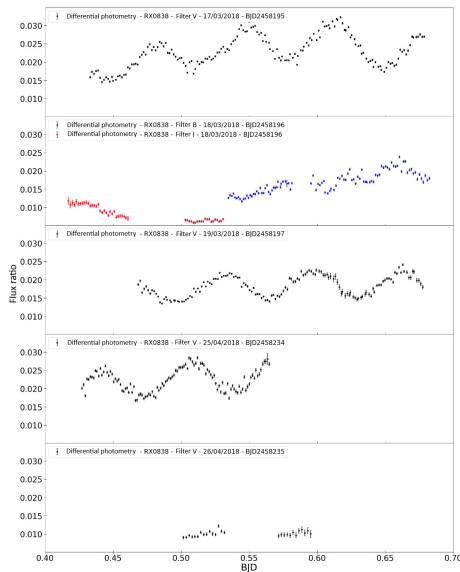 Differential photometry - RX0838 - Filter V - 17/03/2018 - BJD2458195
0.030
0.025
0.020
0.015
0.010
Differential photometry - RX0838 - Filter B - 18/03/2018 - BJD2458196
Differential photometry - RX0838 - Filter I - 18/03/2018 - BJD2458196
0.030
0.025
0.020
0.015
0.010
Differential photometry - RX0838 - Filter V - 19/03/2018 - BJD2458197
0.030
0.025
0.020
0.015
0.010
Flux ratio
Differential photometry - RX0838 - Filter V - 25/04/2018 - BJD2458234
0.030
0.025
0.020
0.015
0.010
Differential photometry - RX0838 - Filter V - 26/04/2018 - BJD2458235
0.030
0.025
0.020
0.015
0.010
0.40 0.45 0.50 0.55 0.60 0.65 0.70
BJD